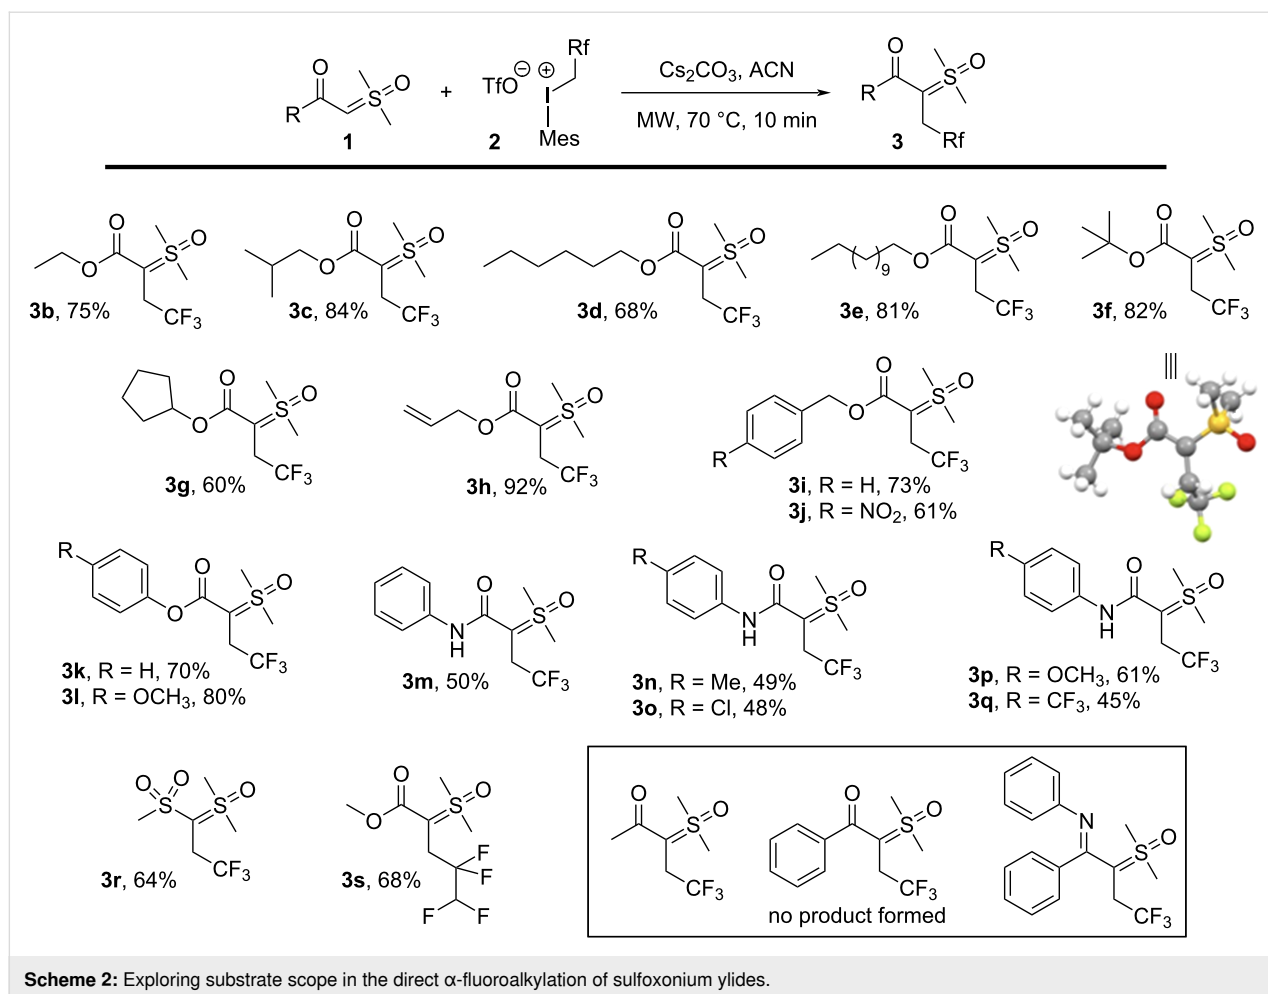 O
R
S
O
1
+
TfO⊖
⊕
I
Rf
Mes
2
Cs2CO3, ACN
MW, 70 °C, 10 min
O
R
S
O
Rf
3
O
O
S
O
CF3
3b, 75%
O
O
S
O
CF3
3c, 84%
O
O
S
O
CF3
3d, 68%
( )9
O
O
S
O
CF3
3e, 81%
O
O
S
O
CF3
3f, 82%
O
O
S
O
CF3
3g, 60%
O
O
S
O
CF3
3h, 92%
R
O
O
S
O
CF3
3i, R = H, 73%
3j, R = NO2, 61%
R
O
O
S
O
CF3
3k, R = H, 70%
3l, R = OCH3, 80%
N
H
O
S
O
CF3
3m, 50%
R
N
H
O
S
O
CF3
3n, R = Me, 49%
3o, R = Cl, 48%
R
N
H
O
S
O
CF3
3p, R = OCH3, 61%
3q, R = CF3, 45%
O O
S
S
O
CF3
3r, 64%
O
O
S
O
F
F
F F
3s, 68%
O
S
O
CF3
O
S
O
CF3
N
S
O
CF3
no product formed
Scheme 2: Exploring substrate scope in the direct α-fluoroalkylation of sulfoxonium ylides.